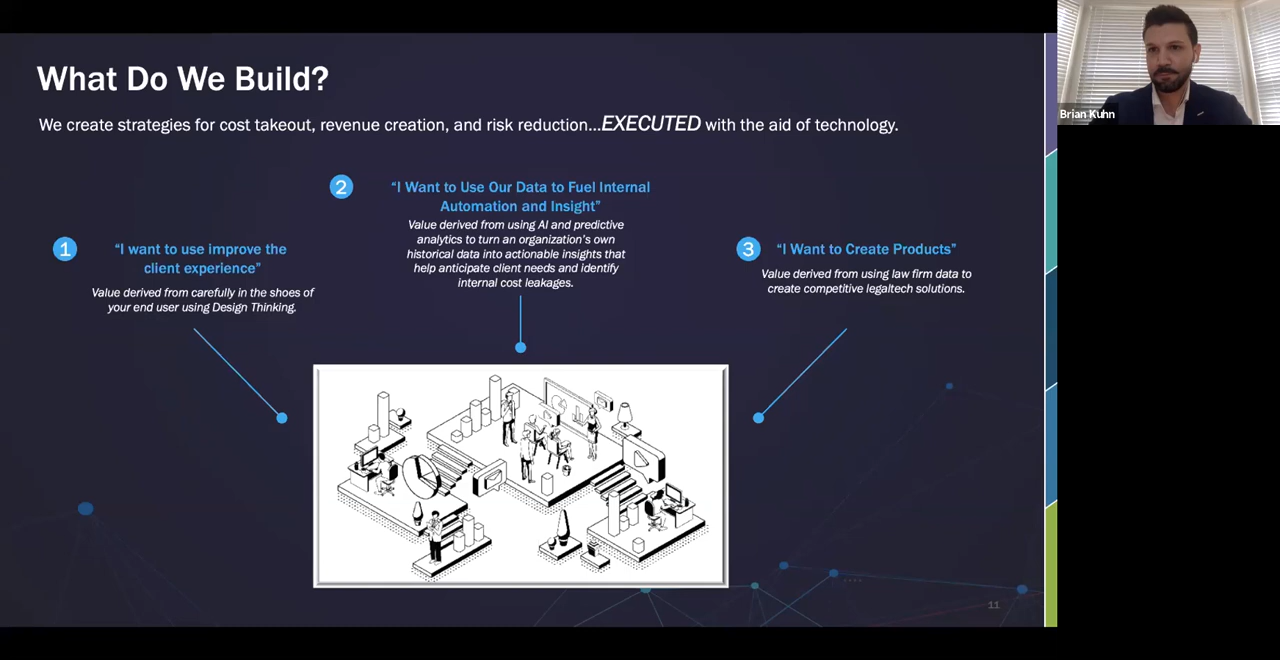 What Do We Build?
We create strategies for cost takeout, revenue creation, and risk reduction...EXECUTED with the aid of technology.
1
“I want to use improve the
client experience”
Value derived from carefully in the shoes of
your end user using Design Thinking.
2
“I Want to Use Our Data to Fuel Internal
Automation and Insight”
Value derived from using AI and predictive
analytics to turn an organization’s own
historical data into actionable insights that
help anticipate client needs and identify
internal cost leakages.
3
“I Want to Create Products”
Value derived from using law firm data to
create competitive legaltech solutions.
11
Brian Kuhn